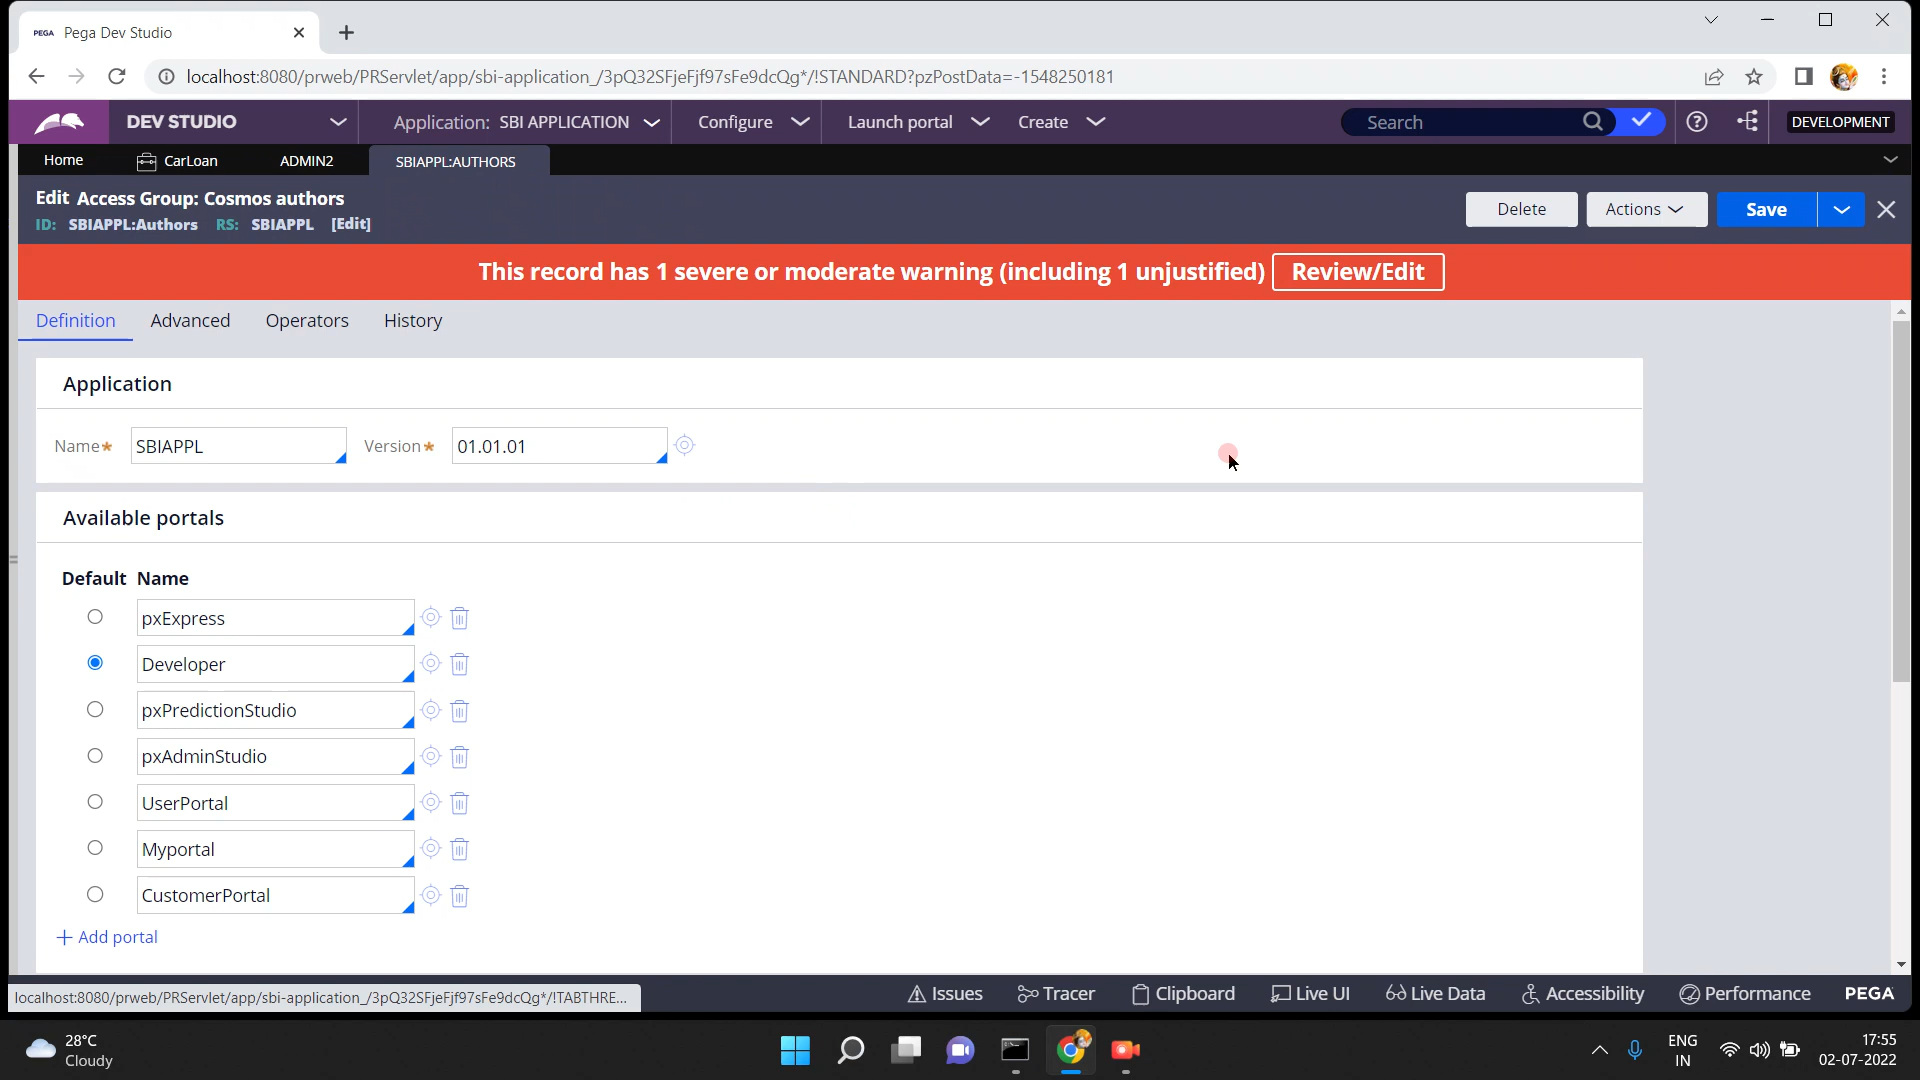 PEGA Pega Dev Studio
localhost:8080/prweb/PRServlet/app/sbi-application_/3pQ32SFjeFjf97sFe9dcQg*/!STANDARD?pzPostData=-1548250181
DEV STUDIO Application: SBI APPLICATION Configure Launch portal Create Search DEVELOPMENT
Home CarLoan ADMIN2 SBIAPPL:AUTHORS
Edit Access Group: Cosmos authors
ID: SBIAPPL:Authors RS: SBIAPPL [Edit]
Delete Actions Save
This record has 1 severe or moderate warning (including 1 unjustified) Review/Edit
Definition Advanced Operators History
Application
Name* SBIAPPL Version* 01.01.01
Available portals
Default Name
pxExpress
Developer
pxPredictionStudio
pxAdminStudio
UserPortal
Myportal
CustomerPortal
+ Add portal
localhost:8080/prweb/PRServlet/app/sbi-application_/3pQ32SFjeFjf97sFe9dcQg*/!TABTHRE...
Issues Tracer Clipboard Live UI Live Data Accessibility Performance PEGA
28°C
Cloudy
ENG
IN
17:55
02-07-2022